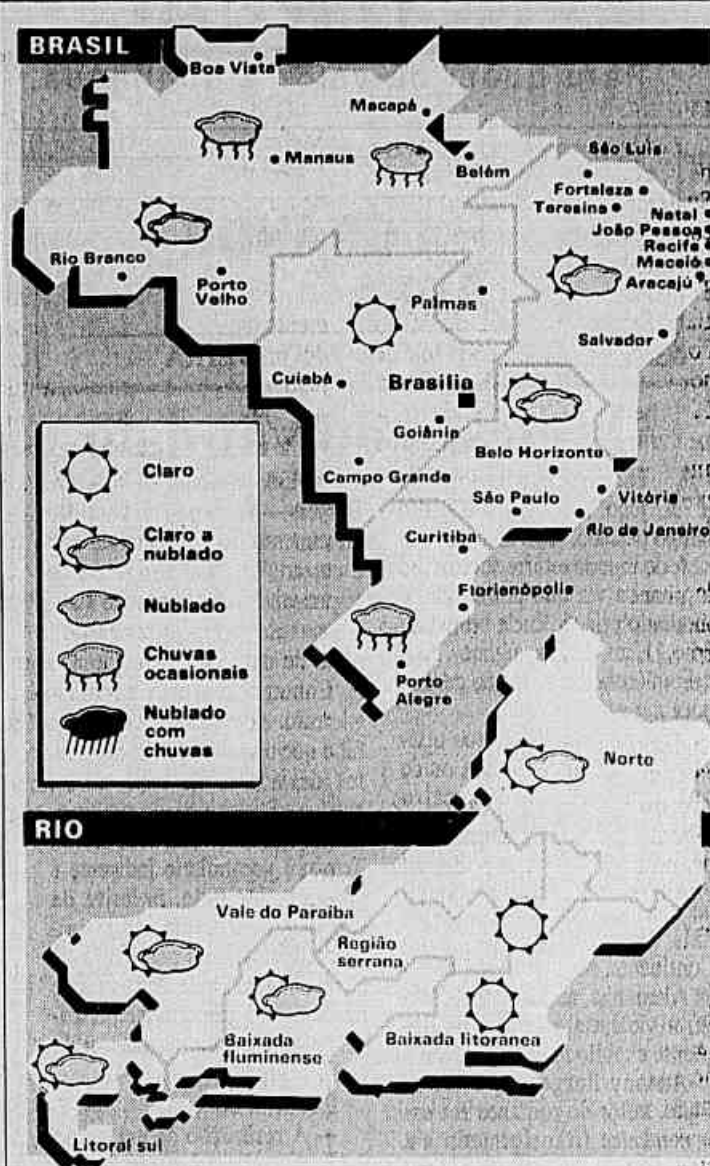 BRASIL
Boa Vista
Macapá
Manaus
Belém
São Luis
Fortaleza
Teresina
Natal
João Pessoa
Recife
Maceió
Aracajú
Rio Branco
Porto
Velho
Palmas
Salvador
Cuiabá
Brasília
Goiânia
Belo Horizonte
Campo Grande
São Paulo
Vitória
Rio de Janeiro
Curitiba
Florianópolis
Porto
Alegre
Claro
Claro a
nublado
Nublado
Chuvas
ocasionais
Nublado
com
chuvas
RIO
Norte
Vale do Paraíba
Região
serrana
Baixada
fluminense
Baixada litorânea
Litoral sul